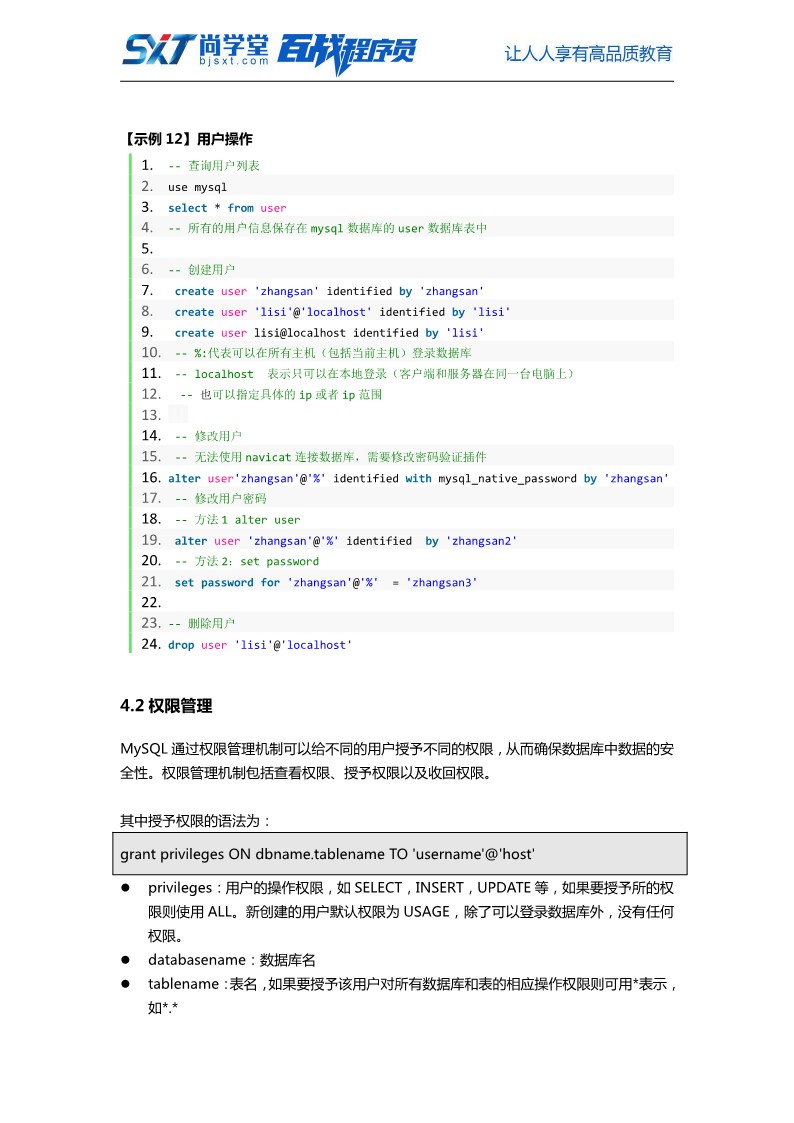 SXT 尚学堂 百战程序员 让人人享有高品质教育
bjsxt.com
【示例 12】用户操作
1. -- 查询用户列表
2. use mysql
3. select * from user
4. -- 所有的用户信息保存在 mysql 数据库的 user 数据库表中
5.
6. -- 创建用户
7. create user 'zhangsan' identified by 'zhangsan'
8. create user 'lisi'@'localhost' identified by 'lisi'
9. create user lisi@localhost identified by 'lisi'
10. -- %:代表可以在所有主机（包括当前主机）登录数据库
11. -- localhost  表示只可以在本地登录（客户端和服务器在同一台电脑上）
12. -- 也可以指定具体的 ip 或者 ip 范围
13.
14. -- 修改用户
15. -- 无法使用 navicat 连接数据库，需要修改密码验证插件
16. alter user'zhangsan'@'%' identified with mysql_native_password by 'zhangsan'
17. -- 修改用户密码
18. -- 方法 1 alter user
19. alter user 'zhangsan'@'%' identified  by 'zhangsan2'
20. -- 方法 2：set password
21. set password for 'zhangsan'@'%'  = 'zhangsan3'
22.
23. -- 删除用户
24. drop user 'lisi'@'localhost'
4.2 权限管理
MySQL 通过权限管理机制可以给不同的用户授予不同的权限，从而确保数据库中数据的安
全性。权限管理机制包括查看权限、授予权限以及收回权限。
其中授予权限的语法为：
grant privileges ON dbname.tablename TO 'username'@'host'
● privileges：用户的操作权限，如 SELECT，INSERT，UPDATE 等，如果要授予所的权
限则使用 ALL。新创建的用户默认权限为 USAGE，除了可以登录数据库外，没有任何
权限。
● databasename：数据库名
● tablename：表名，如果要授予该用户对所有数据库和表的相应操作权限则可用*表示，
如*.*